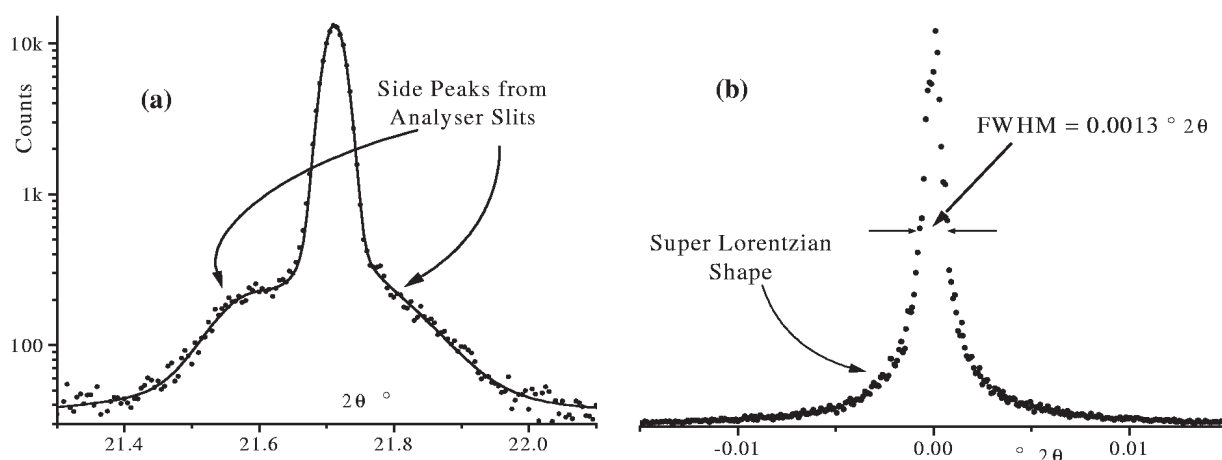 (a)
Counts
10k
1k
100
Side Peaks from
Analyser Slits
2θ °
21.4 21.6 21.8 22.0
(b)
FWHM = 0.0013 ° 2θ
Super Lorentzian
Shape
-0.01 0.00 0.01
° 2θ